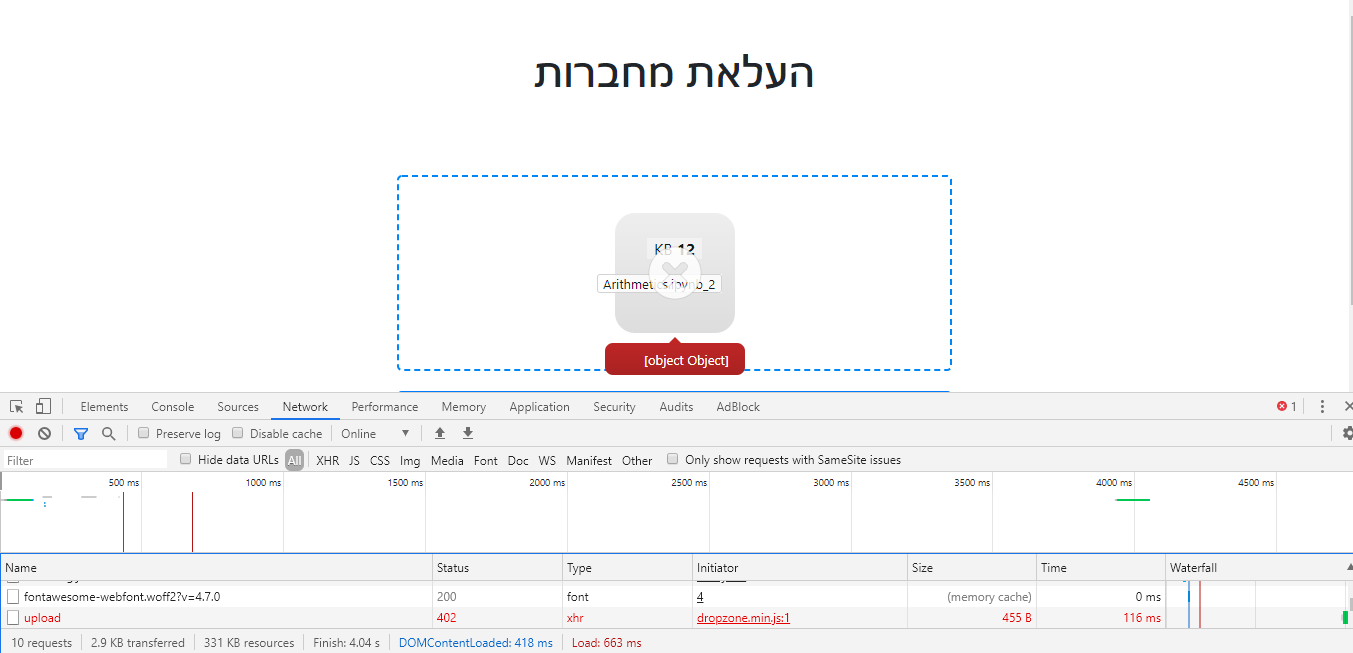 העלאת מחברות
KB 12
Arithmetics.ipynb_2
[object Object]
Elements Console Sources Network Performance Memory Application Security Audits AdBlock 1
Preserve log Disable cache Online
Filter Hide data URLs All XHR JS CSS Img Media Font Doc WS Manifest Other Only show requests with SameSite issues
500 ms 1000 ms 1500 ms 2000 ms 2500 ms 3000 ms 3500 ms 4000 ms 4500 ms
Name Status Type Initiator Size Time Waterfall
fontawesome-webfont.woff2?v=4.7.0 200 font 4 (memory cache) 0 ms
upload 402 xhr dropzone.min.js:1 455 B 116 ms
10 requests 2.9 KB transferred 331 KB resources Finish: 4.04 s DOMContentLoaded: 418 ms Load: 663 ms